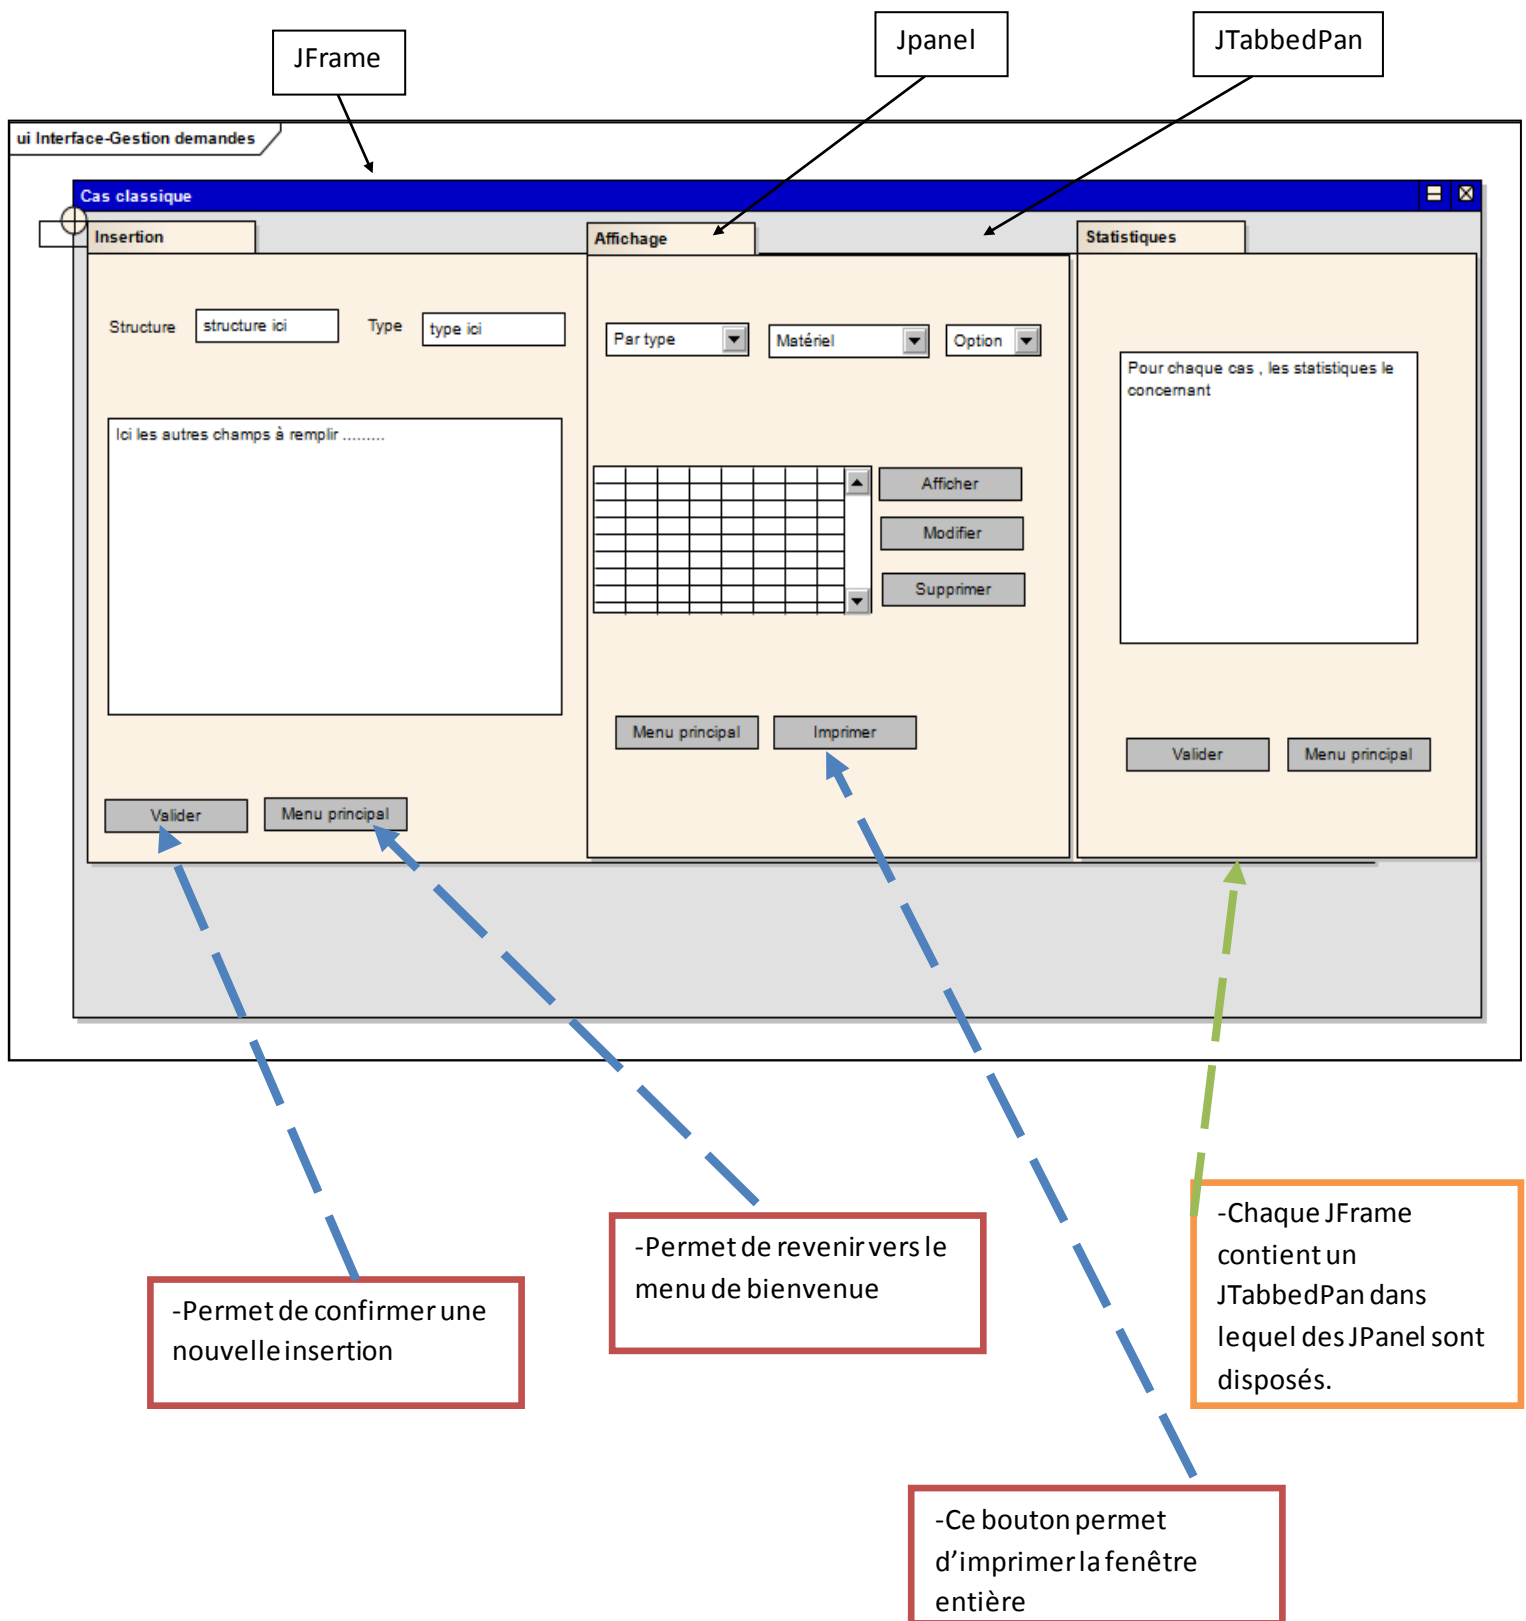 JFrame
Jpanel
JTabbedPan
ui Interface-Gestion demandes
Cas classique
Insertion
Affichage
Statistiques
Structure
structure ici
Type
type ici
Par type
Matériel
Option
Pour chaque cas , les statistiques le
concernant
Ici les autres champs à remplir .........
Afficher
Modifier
Supprimer
Menu principal
Imprimer
Valider
Menu principal
Valider
Menu principal
-Chaque JFrame
contient un
JTabbedPan dans
lequel des JPanel sont
disposés.
-Permet de revenir vers le
menu de bienvenue
-Permet de confirmer une
nouvelle insertion
-Ce bouton permet
d’imprimer la fenêtre
entière